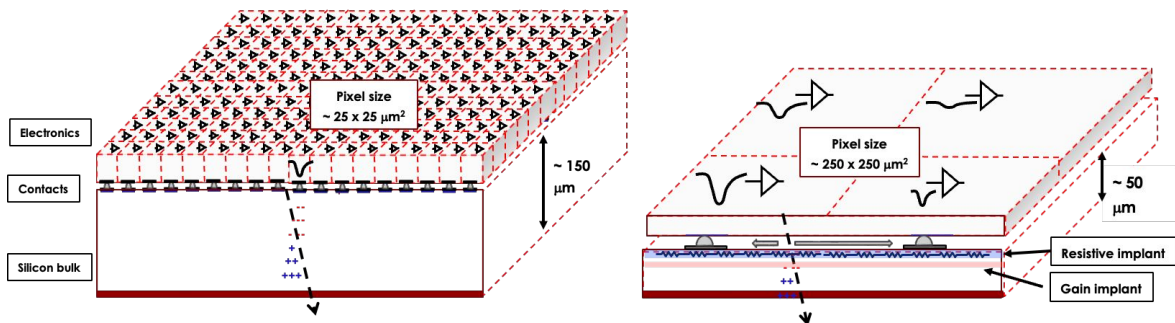 Pixel size
~ 25 x 25 μm²
Electronics
Contacts
Silicon bulk
~ 150
μm
--
--
++
+++
Pixel size
~ 250 x 250 μm²
~ 50
μm
Resistive implant
Gain implant
--
++
+++